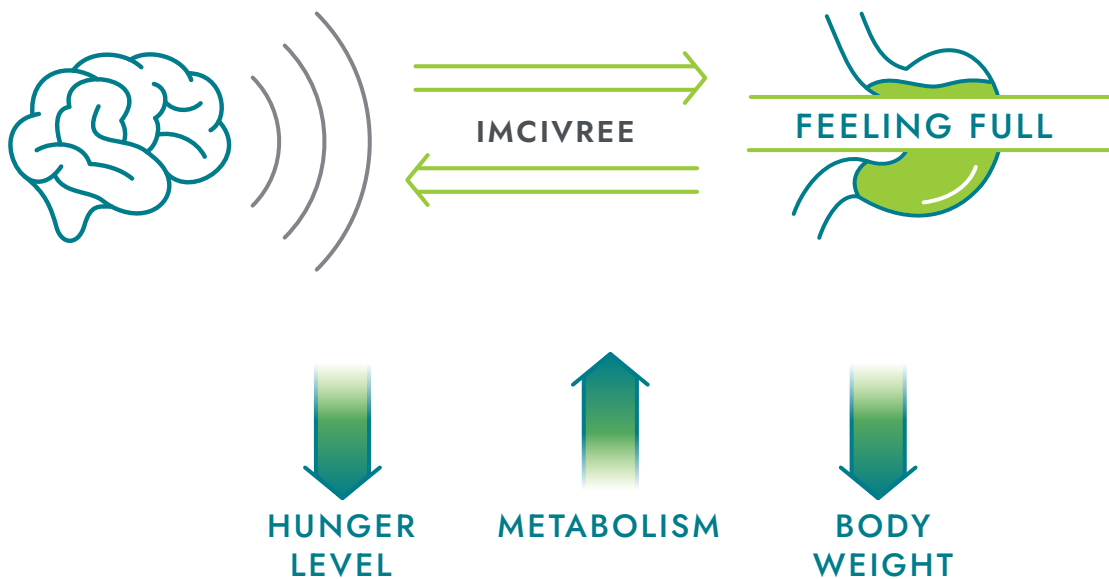 IMCIVREE
FEELING FULL
HUNGER
LEVEL
METABOLISM
BODY
WEIGHT